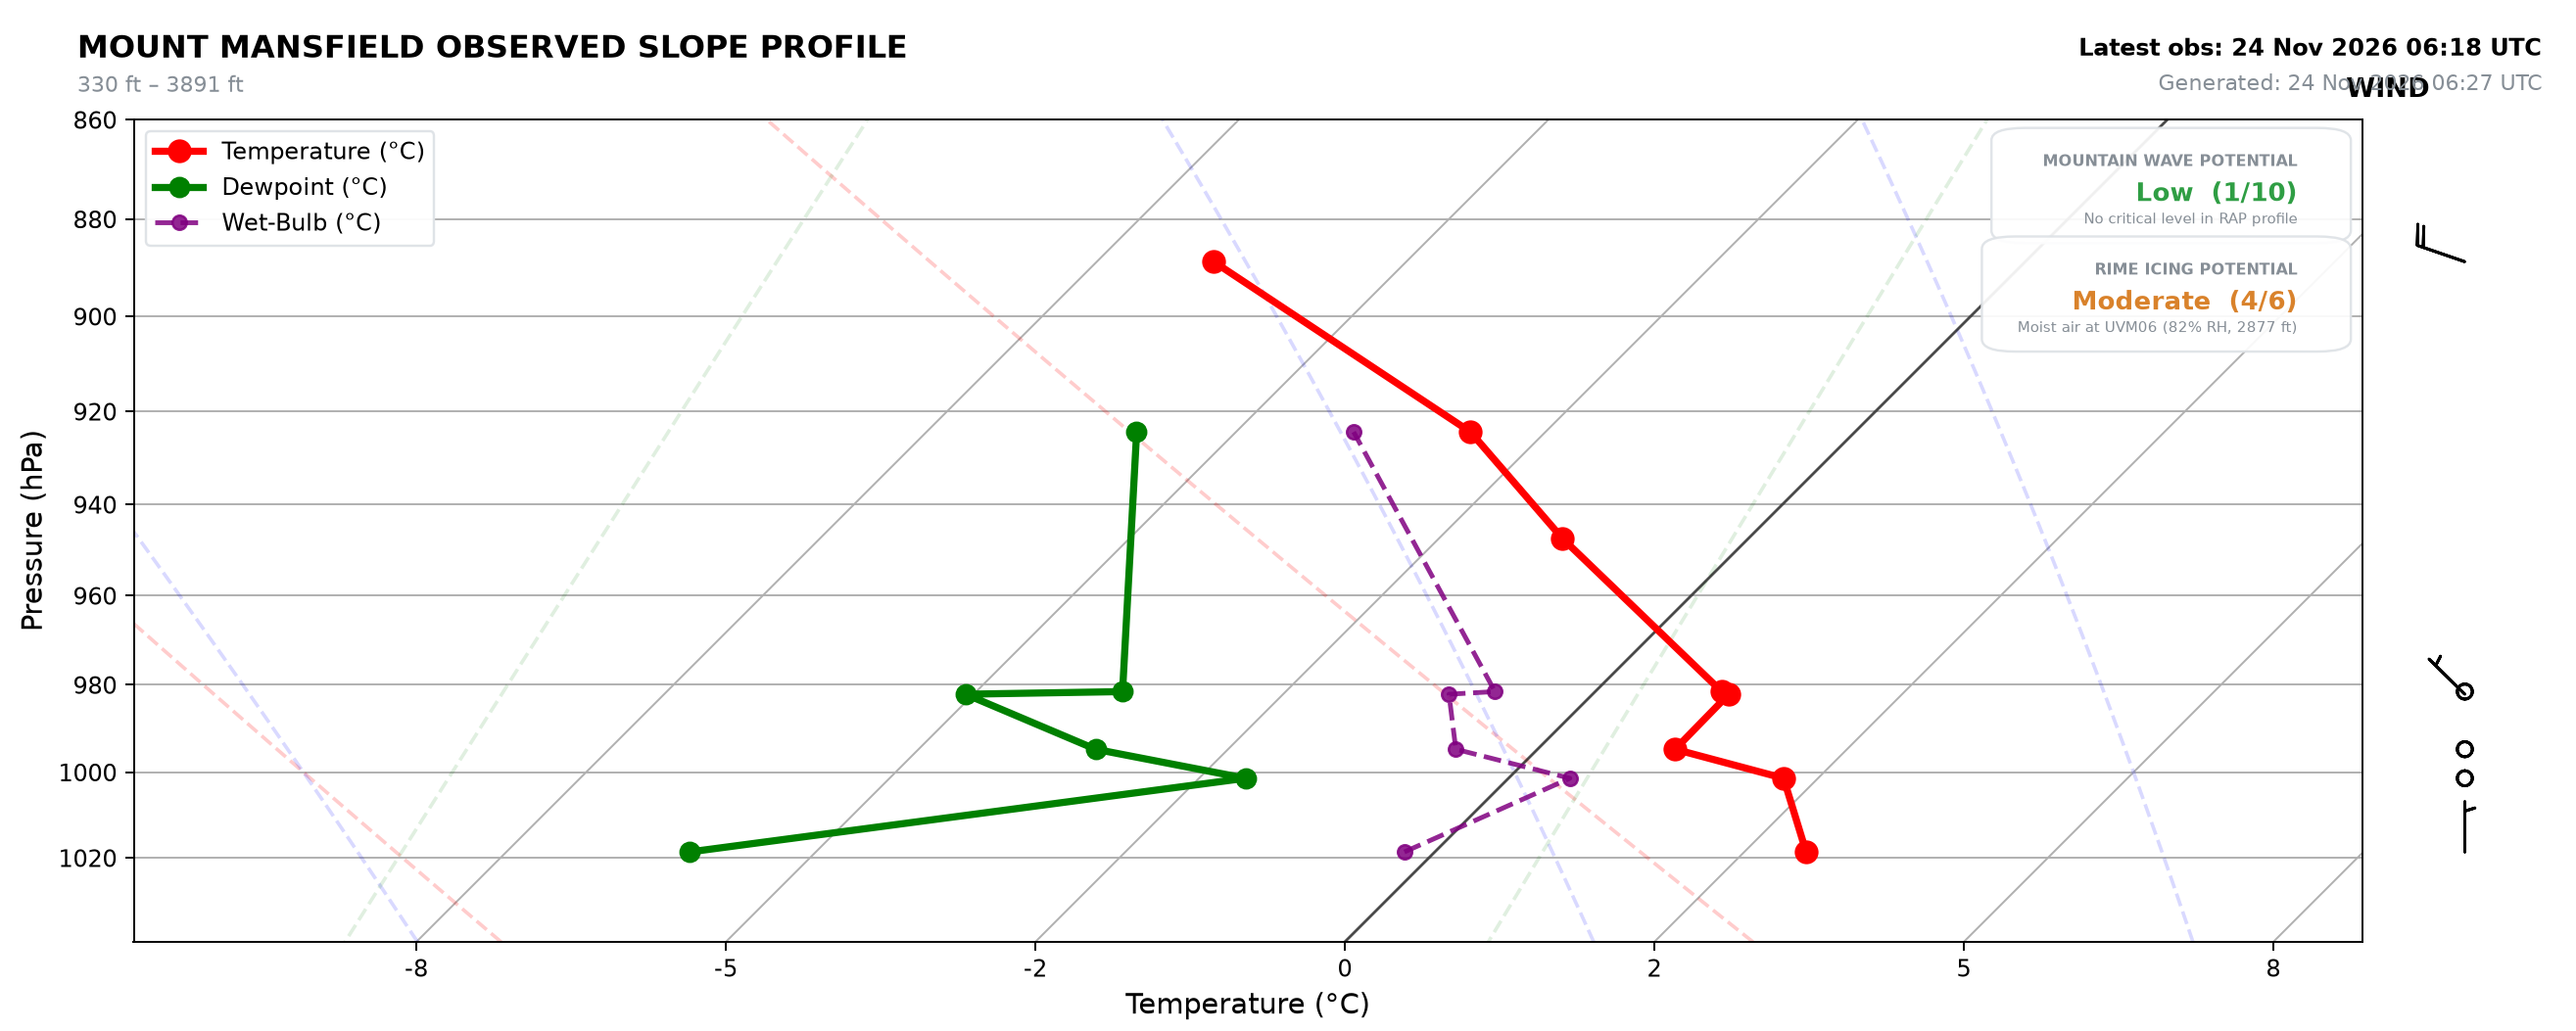 MOUNT MANSFIELD OBSERVED SLOPE PROFILE
330 ft – 3891 ft
Latest obs: 24 Nov 2026 06:18 UTC
Generated: 24 Nov 2026 06:27 UTC
WIND
Temperature (°C)
Dewpoint (°C)
Wet-Bulb (°C)
MOUNTAIN WAVE POTENTIAL
Low (1/10)
No critical level in RAP profile
RIME ICING POTENTIAL
Moderate (4/6)
Moist air at UVM06 (82% RH, 2877 ft)
Pressure (hPa)
860
880
900
920
940
960
980
1000
1020
-8 -5 -2 0 2 5 8
Temperature (°C)